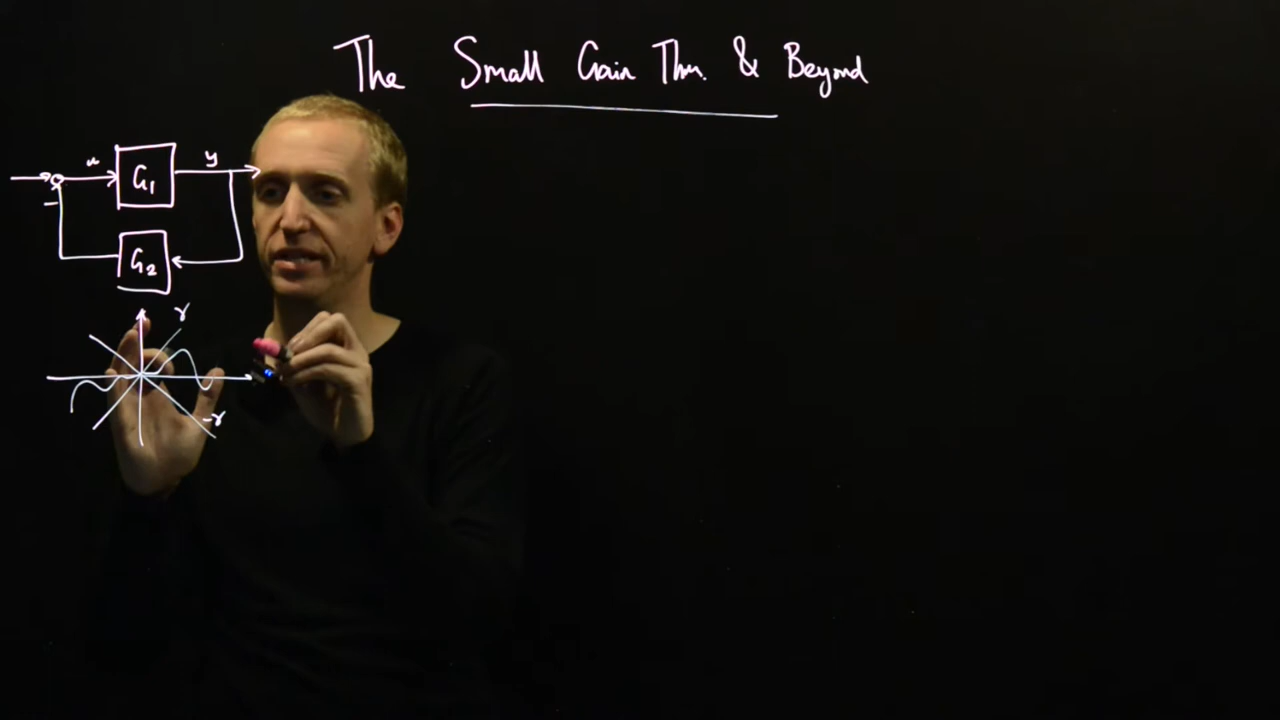 The Small Gain Thm. & Beyond
u y
G₁
-
G₂
γ
-γ